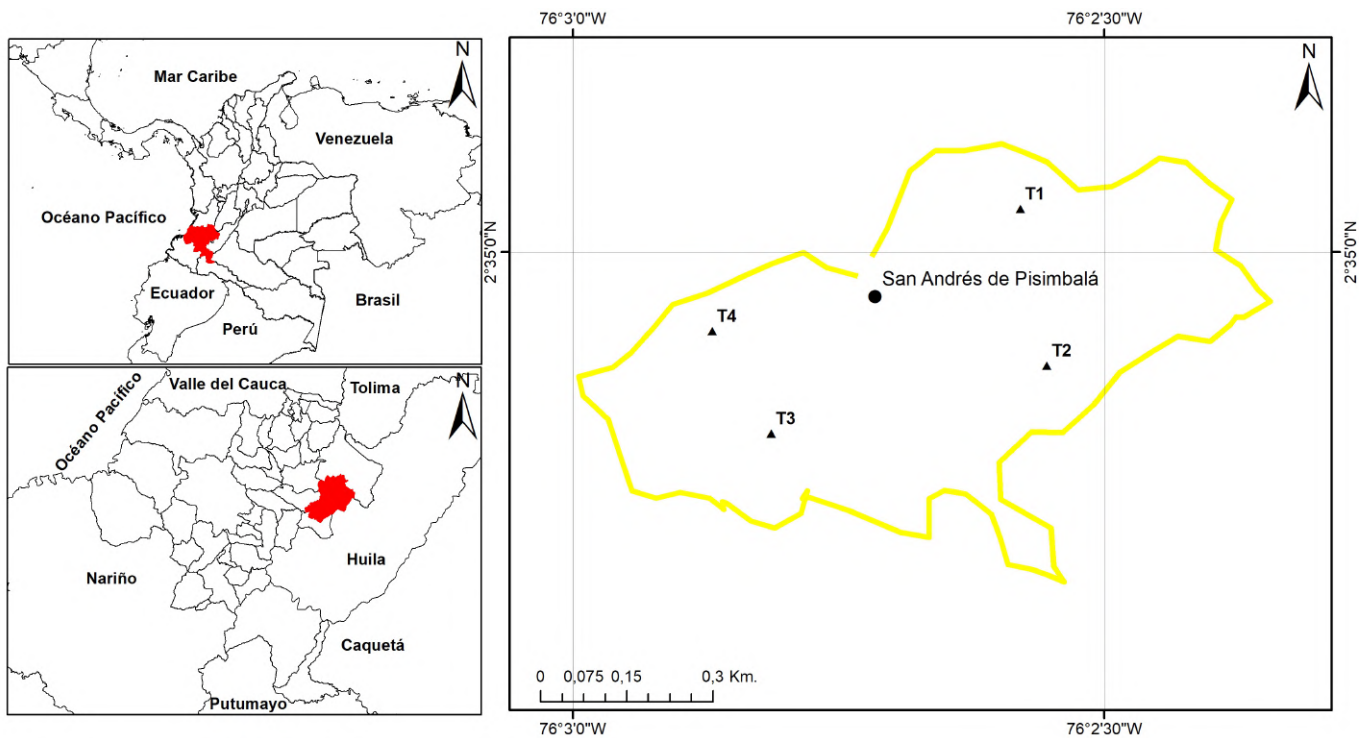 N
Mar Caribe
Venezuela
Océano Pacífico
Ecuador
Brasil
Perú
Valle del Cauca
Tolima
N
Océano Pacífico
Huila
Nariño
Caquetá
Putumayo
76°3'0"W
76°2'30"W
N
T1
2°35'0"N
2°35'0"N
San Andrés de Pisimbalá
T4
T2
T3
0 0,075 0,15 0,3 Km.
76°3'0"W
76°2'30"W